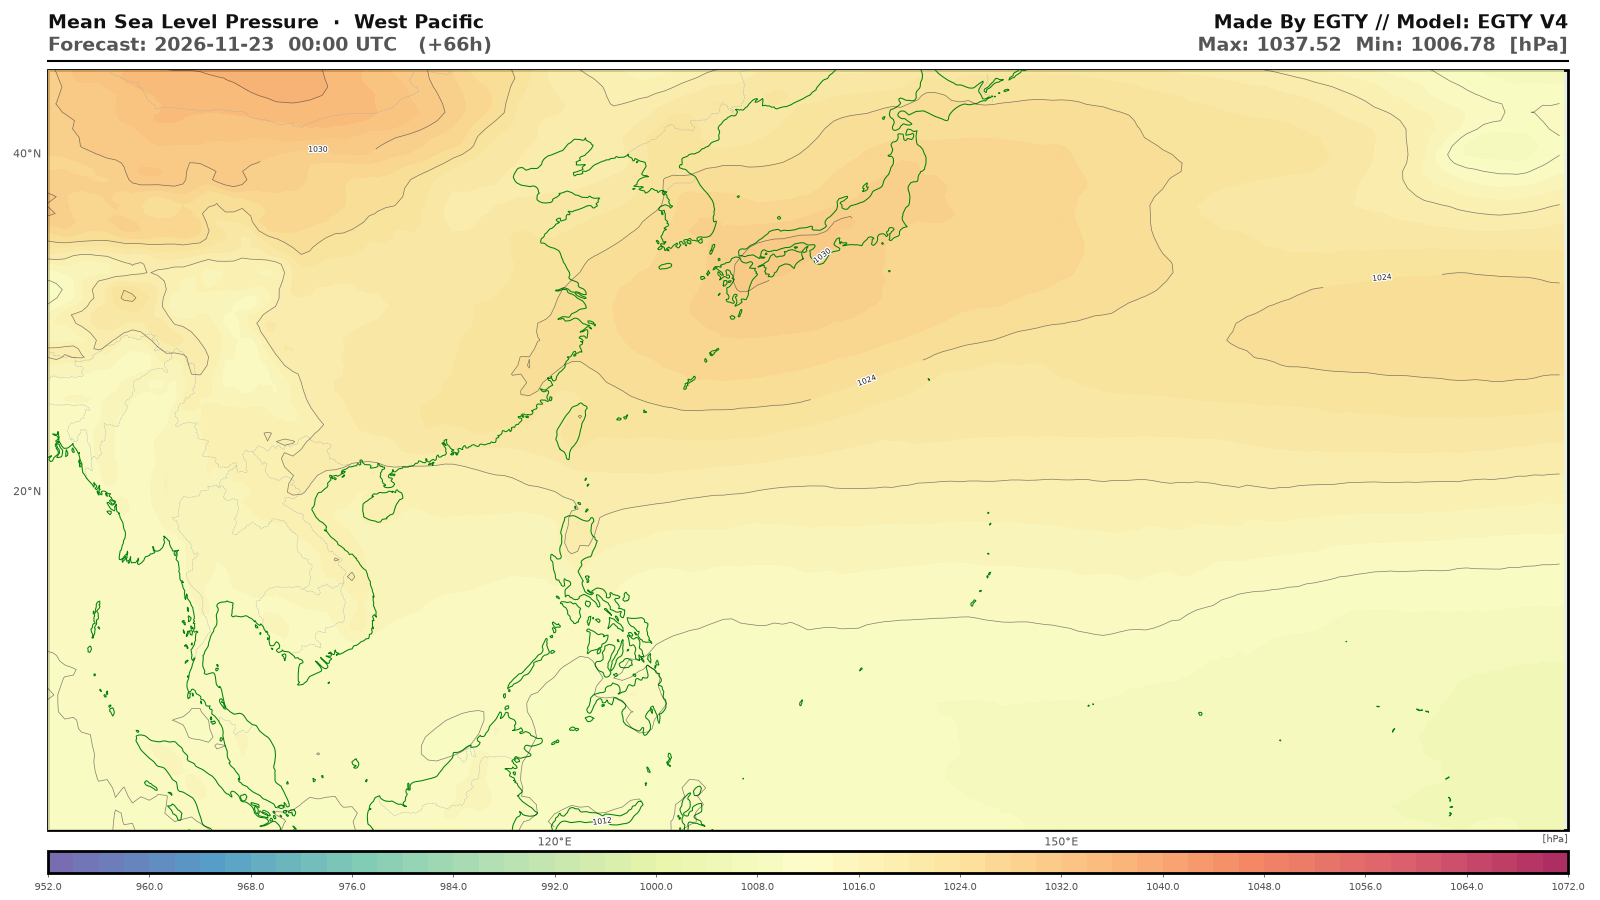 Mean Sea Level Pressure · West Pacific
Made By EGTY // Model: EGTY V4
Forecast: 2026-11-23 00:00 UTC (+66h)
Max: 1037.52 Min: 1006.78 [hPa]
40°N
1030
1030
1024
1024
20°N
1012
120°E
150°E
[hPa]
952.0 960.0 968.0 976.0 984.0 992.0 1000.0 1008.0 1016.0 1024.0 1032.0 1040.0 1048.0 1056.0 1064.0 1072.0